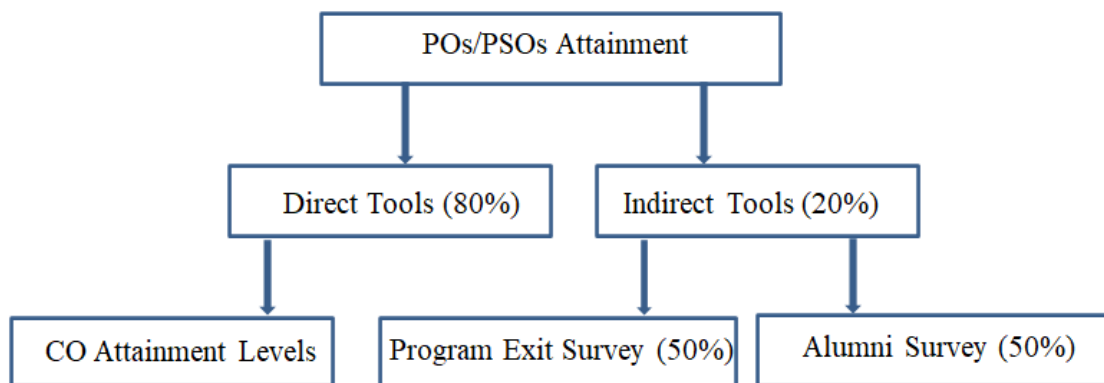 POs/PSOs Attainment
Direct Tools (80%)
Indirect Tools (20%)
CO Attainment Levels
Program Exit Survey (50%)
Alumni Survey (50%)